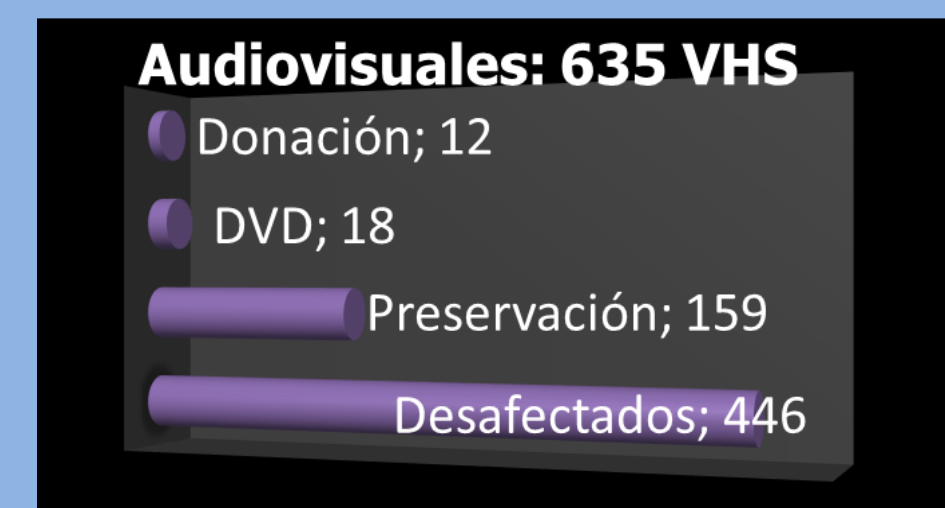 Audiovisuales: 635 VHS
Donación; 12
DVD; 18
Preservación; 159
Desafectados; 446